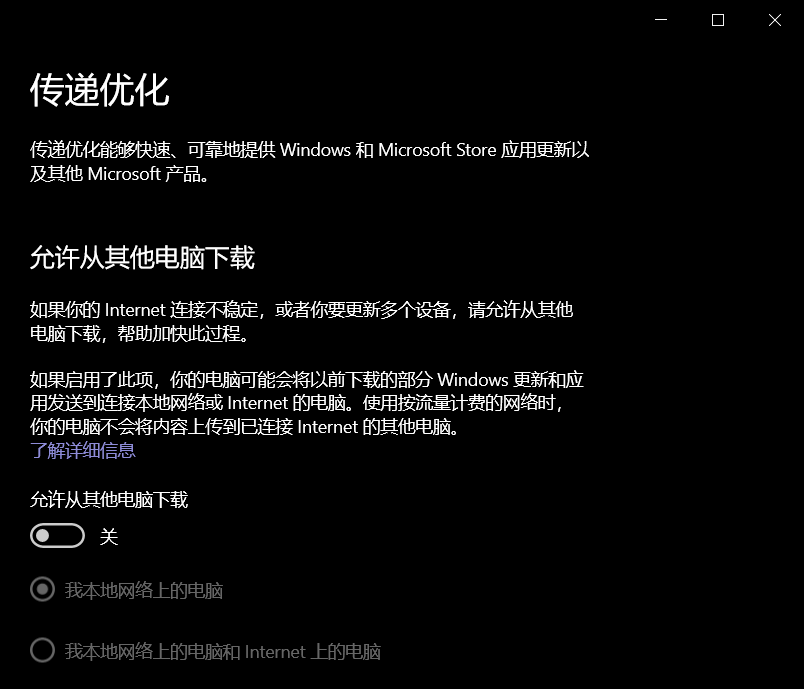 传递优化
传递优化能够快速、可靠地提供 Windows 和 Microsoft Store 应用更新以
及其他 Microsoft 产品。
允许从其他电脑下载
如果你的 Internet 连接不稳定，或者你要更新多个设备，请允许从其他
电脑下载，帮助加快此过程。
如果启用了此项，你的电脑可能会将以前下载的部分 Windows 更新和应
用发送到连接本地网络或 Internet 的电脑。使用按流量计费的网络时，
你的电脑不会将内容上传到已连接 Internet 的其他电脑。
了解详细信息
允许从其他电脑下载
关
我本地网络上的电脑
我本地网络上的电脑和 Internet 上的电脑